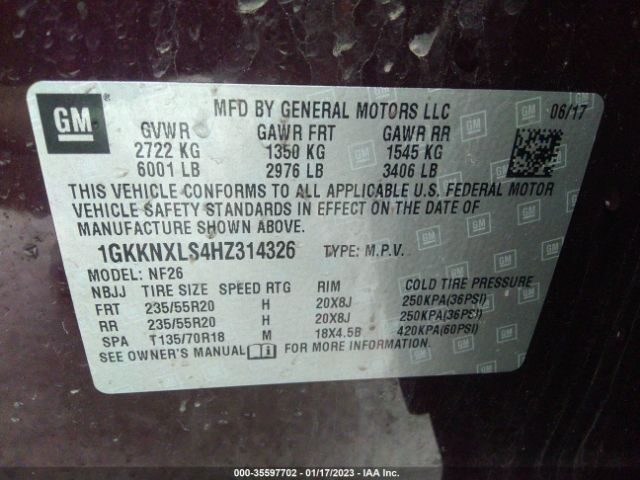 GM
MFD BY GENERAL MOTORS LLC 06/17
GVWR GAWR FRT GAWR RR
2722 KG 1350 KG 1545 KG
6001 LB 2976 LB 3406 LB
THIS VEHICLE CONFORMS TO ALL APPLICABLE U.S. FEDERAL MOTOR
VEHICLE SAFETY STANDARDS IN EFFECT ON THE DATE OF
MANUFACTURE SHOWN ABOVE.
1GKKNXLS4HZ314326 TYPE: M.P.V.
MODEL: NF26
NBJJ TIRE SIZE SPEED RTG RIM COLD TIRE PRESSURE
FRT 235/55R20 H 20X8J 250KPA(36PSI)
RR 235/55R20 H 20X8J 250KPA(36PSI)
SPA T135/70R18 M 18X4.5B 420KPA(60PSI)
SEE OWNER'S MANUAL FOR MORE INFORMATION.
000-35597702 - 01/17/2023 - IAA Inc.